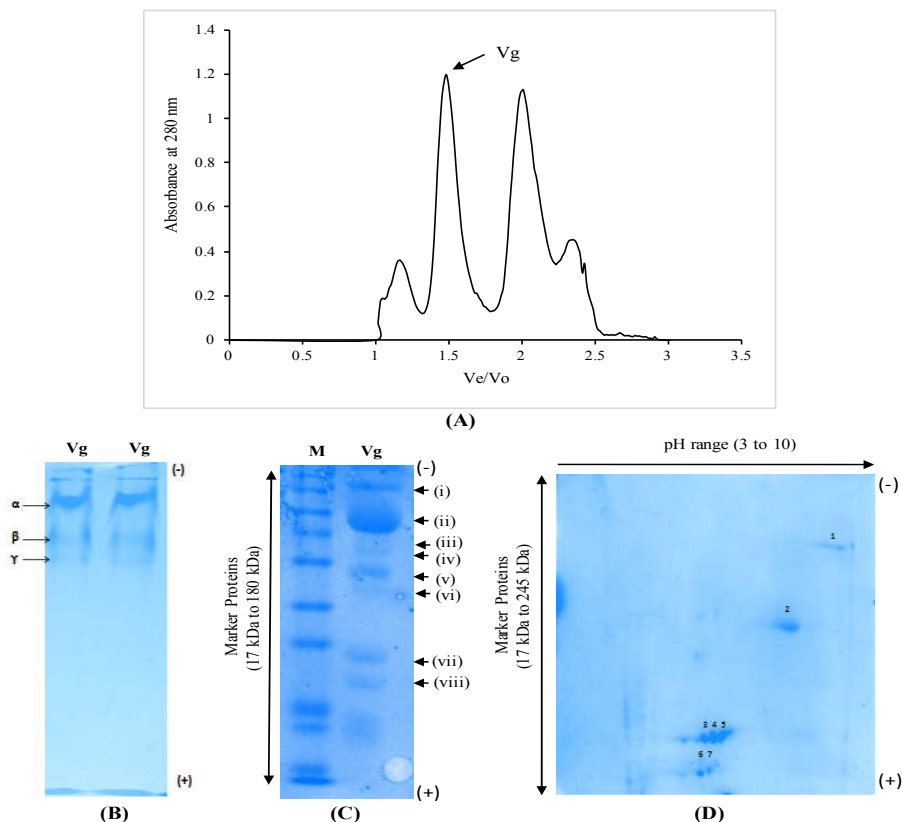 1.4
1.2
1
0.8
0.6
0.4
0.2
0
Absorbance at 280 nm
Vg
0 0.5 1 1.5 2 2.5 3 3.5
Ve/Vo
(A)
Vg Vg
(-)
α
β
γ
(+)
(B)
M Vg
Marker Proteins
(17 kDa to 180 kDa)
(-)
(i)
(ii)
(iii)
(iv)
(v)
(vi)
(vii)
(viii)
(+)
(C)
pH range (3 to 10)
Marker Proteins
(17 kDa to 245 kDa)
(-)
1
2
3 4 5
6 7
(+)
(D)